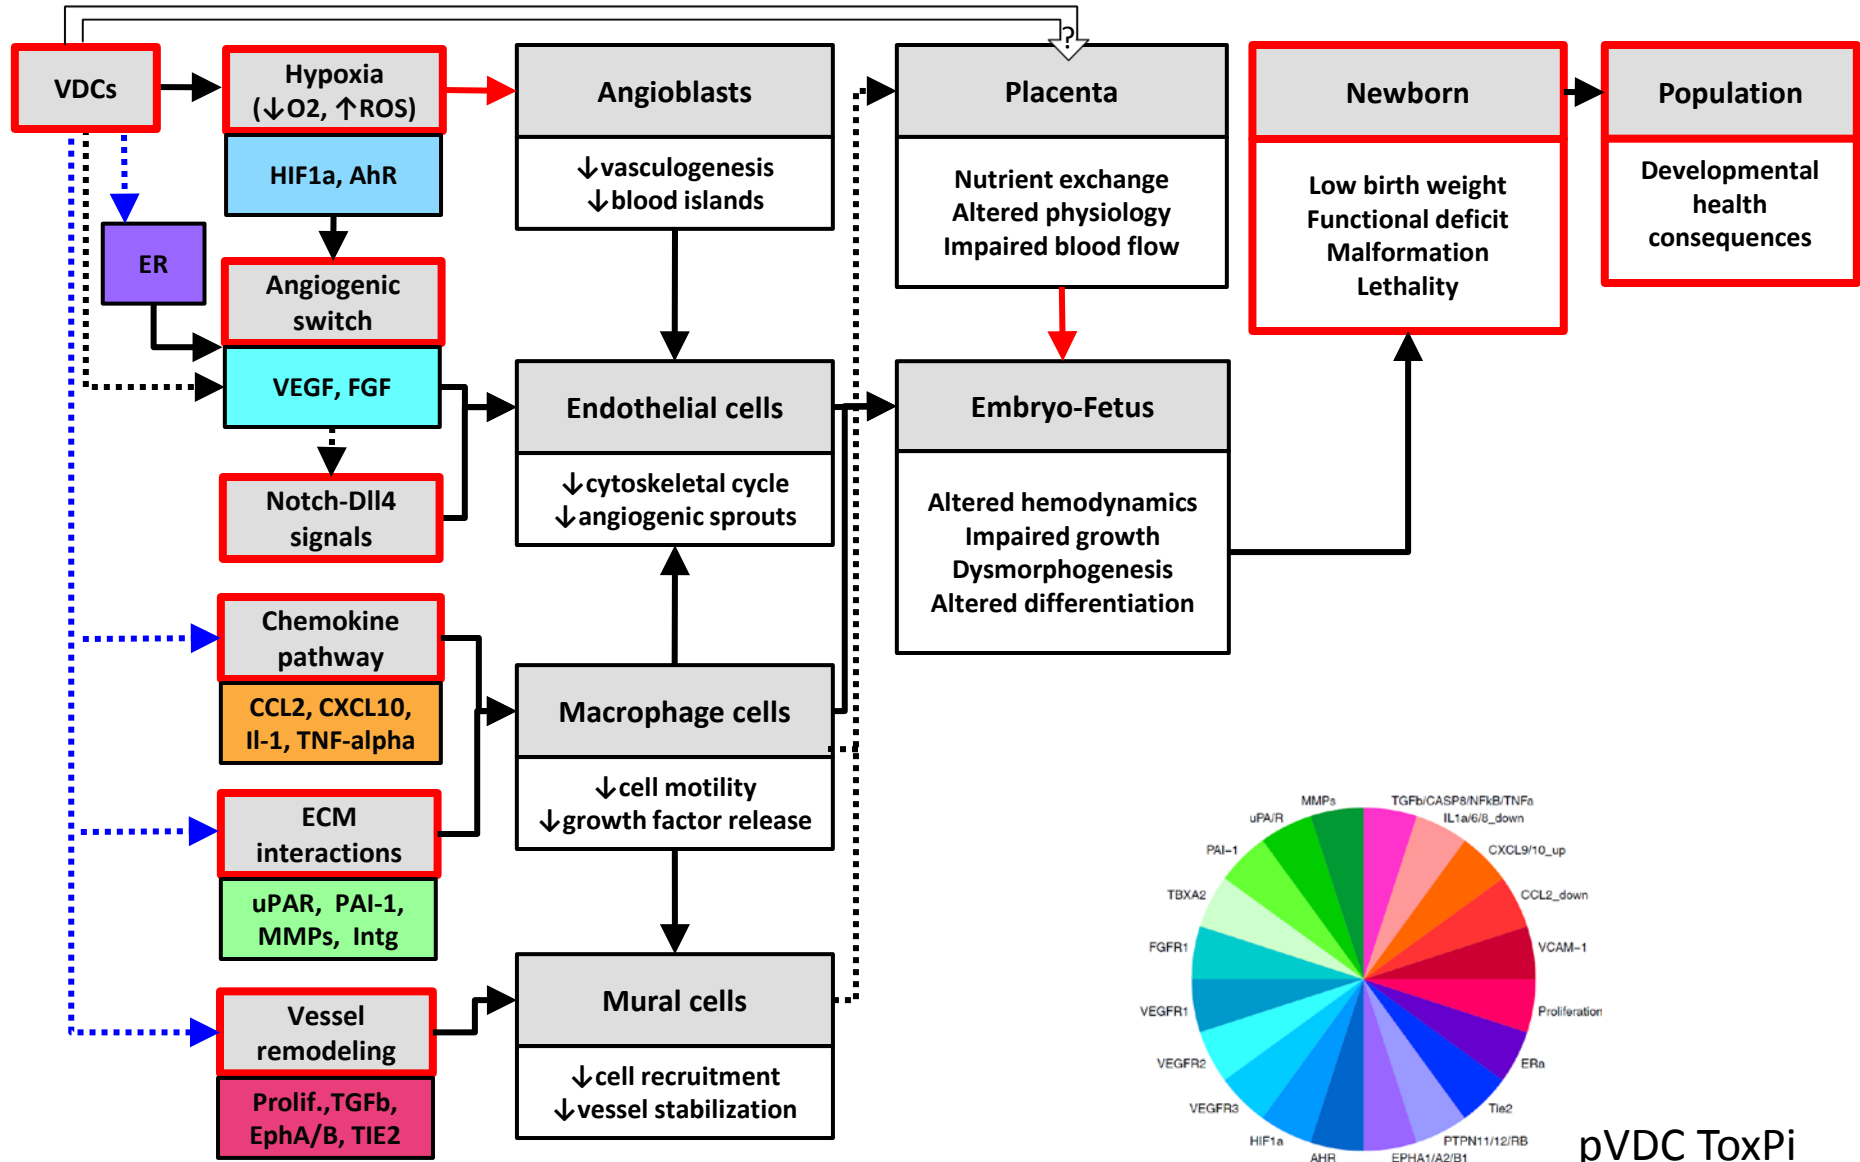 ?
VDCs
Hypoxia
(↓O2, ↑ROS)
HIF1a, AhR
ER
Angiogenic
switch
VEGF, FGF
Notch-Dll4
signals
Chemokine
pathway
CCL2, CXCL10,
Il-1, TNF-alpha
ECM
interactions
uPAR, PAI-1,
MMPs, Intg
Vessel
remodeling
Prolif.,TGFb,
EphA/B, TIE2
Angioblasts
↓vasculogenesis
↓blood islands
Endothelial cells
↓cytoskeletal cycle
↓angiogenic sprouts
Macrophage cells
↓cell motility
↓growth factor release
Mural cells
↓cell recruitment
↓vessel stabilization
Placenta
Nutrient exchange
Altered physiology
Impaired blood flow
Embryo-Fetus
Altered hemodynamics
Impaired growth
Dysmorphogenesis
Altered differentiation
Newborn
Low birth weight
Functional deficit
Malformation
Lethality
Population
Developmental
health
consequences
TGFb/CASP8/NFkB/TNFa
IL1a/6/8_down
CXCL9/10_up
CCL2_down
VCAM-1
Proliferation
ERa
Tie2
PTPN11/12/RB
EPHA1/A2/B1
AHR
HIF1a
VEGFR3
VEGFR2
VEGFR1
FGFR1
TBXA2
PAI-1
uPA/R
MMPs
pVDC ToxPi